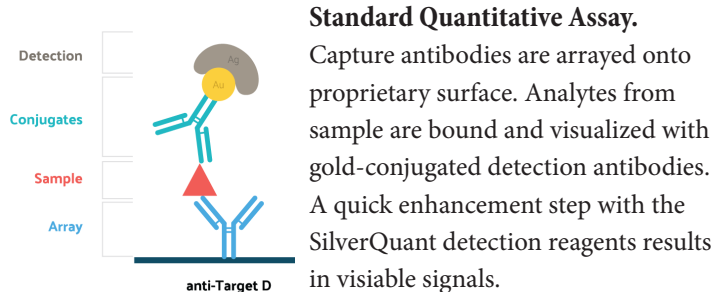 Detection
Conjugates
Sample
Array
Ag
Au
anti-Target D
Standard Quantitative Assay.
Capture antibodies are arrayed onto
proprietary surface. Analytes from
sample are bound and visualized with
gold-conjugated detection antibodies.
A quick enhancement step with the
SilverQuant detection reagents results
in visiable signals.